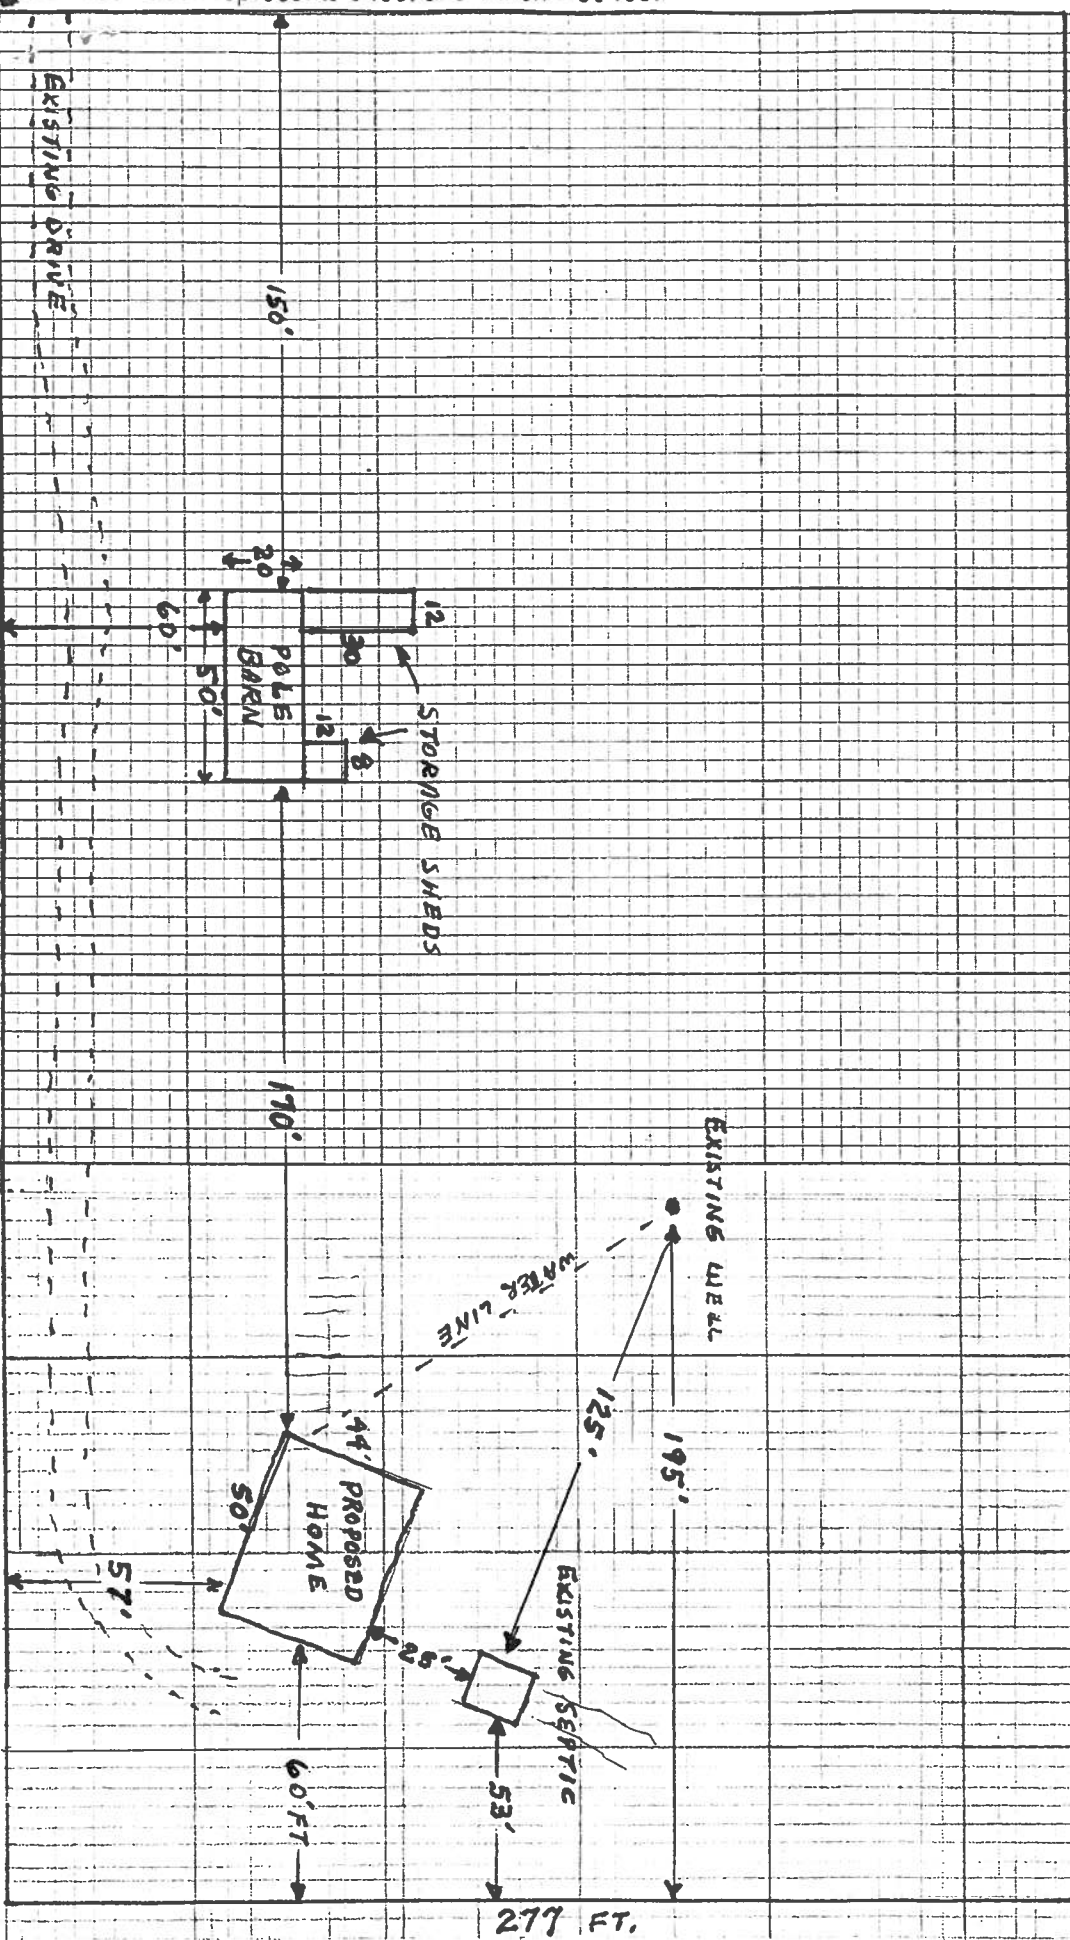 EXISTING DRIVE
150'
20
12
30
60'
50'
POLE
BARN
12
8
STORAGE SHEDS
170'
EXISTING WELL
WATER LINE
195'
125'
44'
50'
PROPOSED
HOME
57'
28'
EXISTING SEPTIC
53'
60' FT
277 FT.